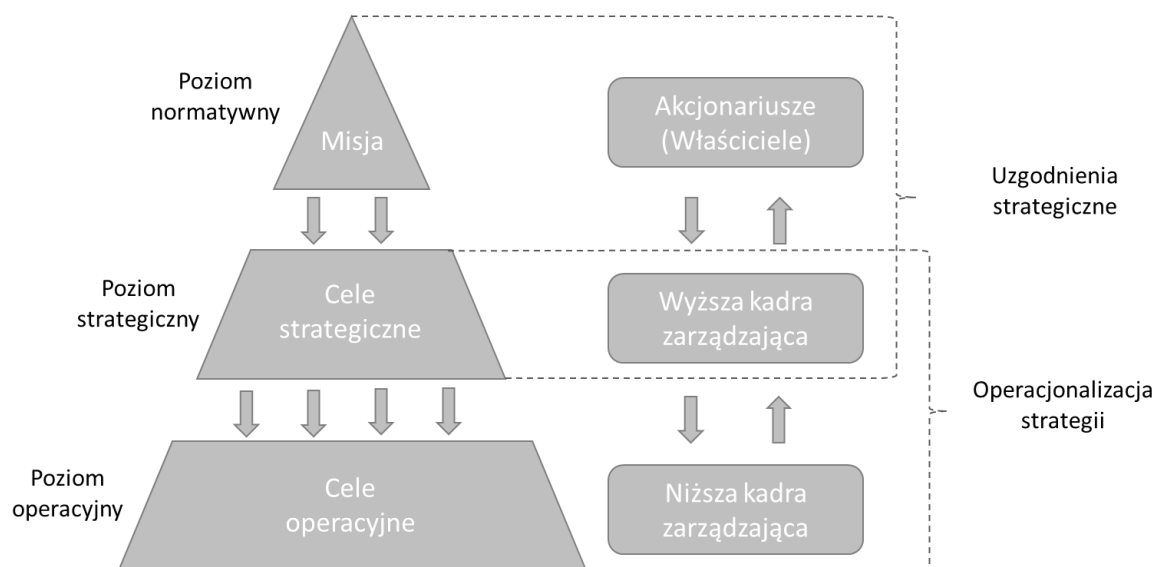 Poziom
normatywny
Misja
Akcjonariusze
(Właściciele)
Uzgodnienia
strategiczne
Poziom
strategiczny
Cele
strategiczne
Wyższa kadra
zarządzająca
Operacjonalizacja
strategii
Poziom
operacyjny
Cele
operacyjne
Niższa kadra
zarządzająca